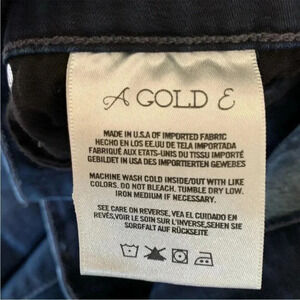 A GOLD E
MADE IN U.S.A OF IMPORTED FABRIC
HECHO EN LOS EE.UU DE TELA IMPORTADA
FABRIQUÉ AUX ETATS-UNIS DU TISSU IMPORTÉ
GEBILDET IN USA DES IMPORTIERTEN GEWERBES
MACHINE WASH COLD INSIDE/OUT WITH LIKE
COLORS. DO NOT BLEACH. TUMBLE DRY LOW.
IRON MEDIUM IF NECESSARY.
SEE CARE ON REVERSE, VEA EL CUIDADO EN
REVÉS,VOIR LE SOIN SUR L'INVERSE,SEHEN SIE
SORGFALT AUF RÜCKSEITE